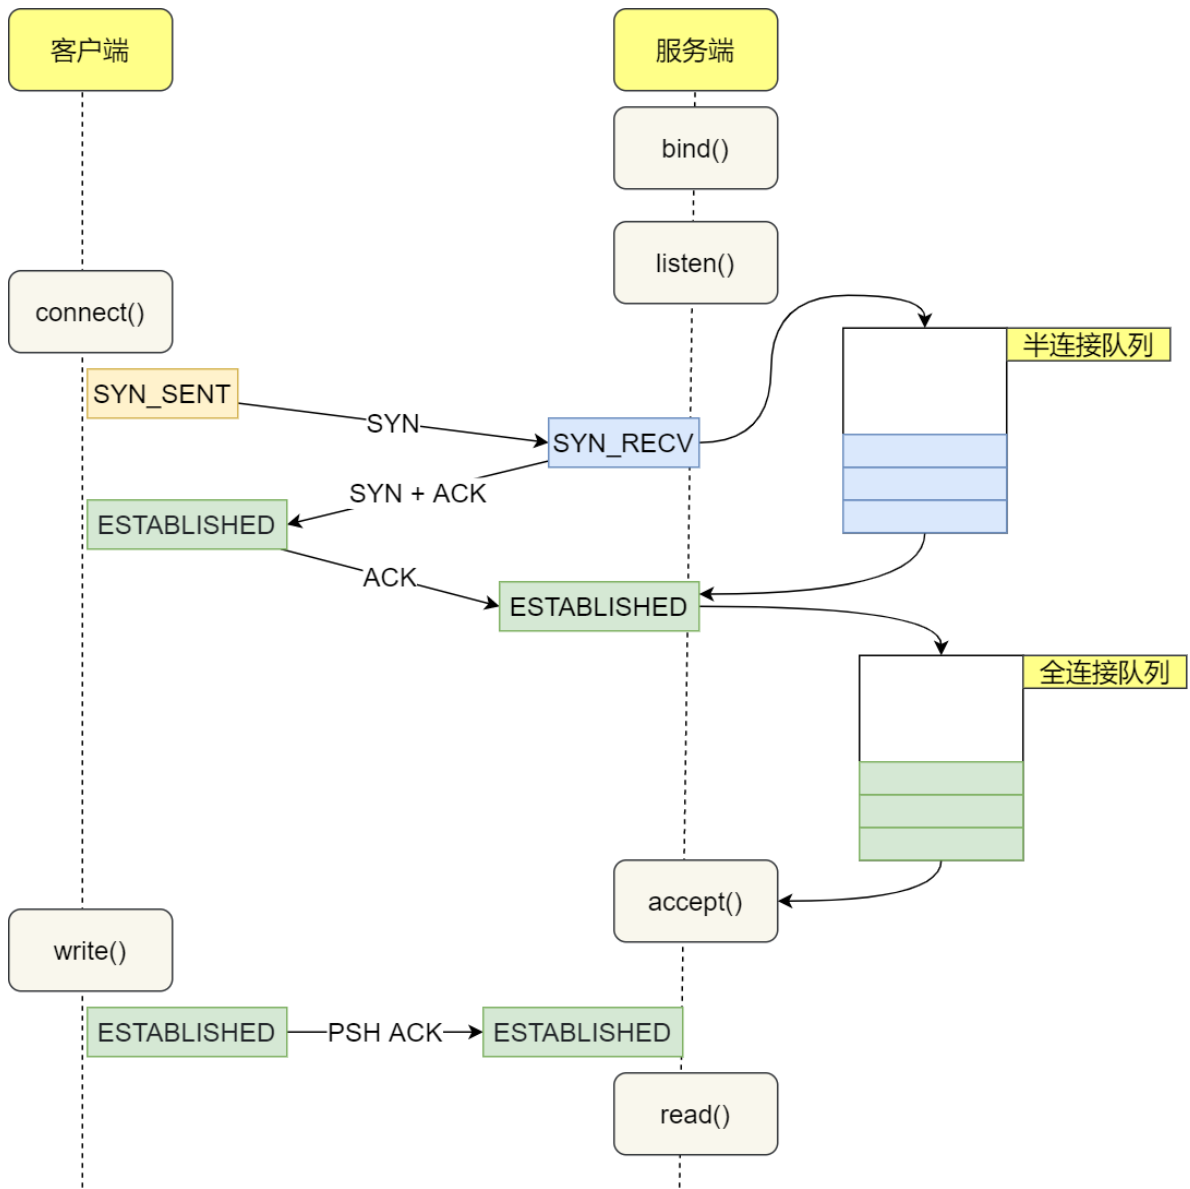 客户端
服务端
bind()
listen()
connect()
半连接队列
SYN_SENT
SYN
SYN_RECV
SYN + ACK
ESTABLISHED
ACK
ESTABLISHED
全连接队列
accept()
write()
ESTABLISHED
PSH ACK
ESTABLISHED
read()